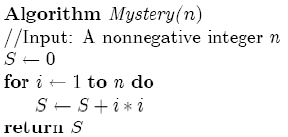 Algorithm Mystery(n)
//Input: A nonnegative integer n
S ← 0
for i ← 1 to n do
S ← S + i * i
return S